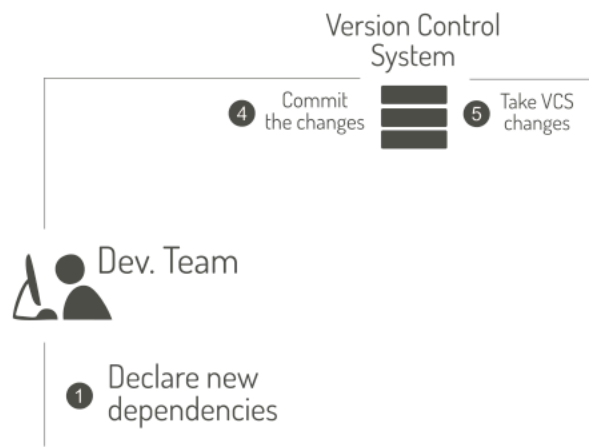 Version Control
System
4 Commit
the changes
5 Take VCS
changes
Dev. Team
1 Declare new
dependencies